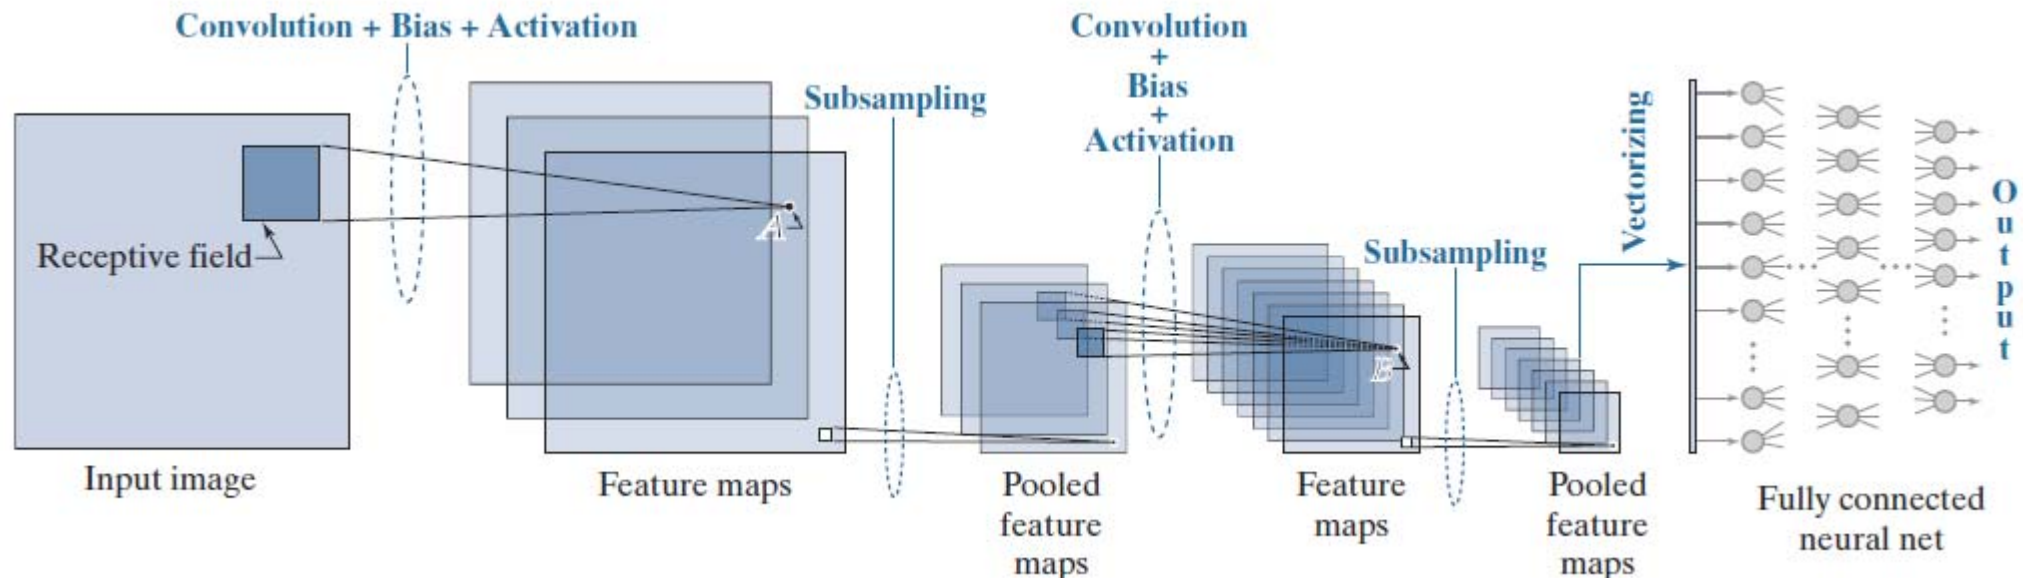 Convolution + Bias + Activation
Subsampling
Convolution
+
Bias
+
Activation
Subsampling
Vectorizing
Output
A
B
Receptive field
Input image
Feature maps
Pooled
feature
maps
Feature
maps
Pooled
feature
maps
Fully connected
neural net